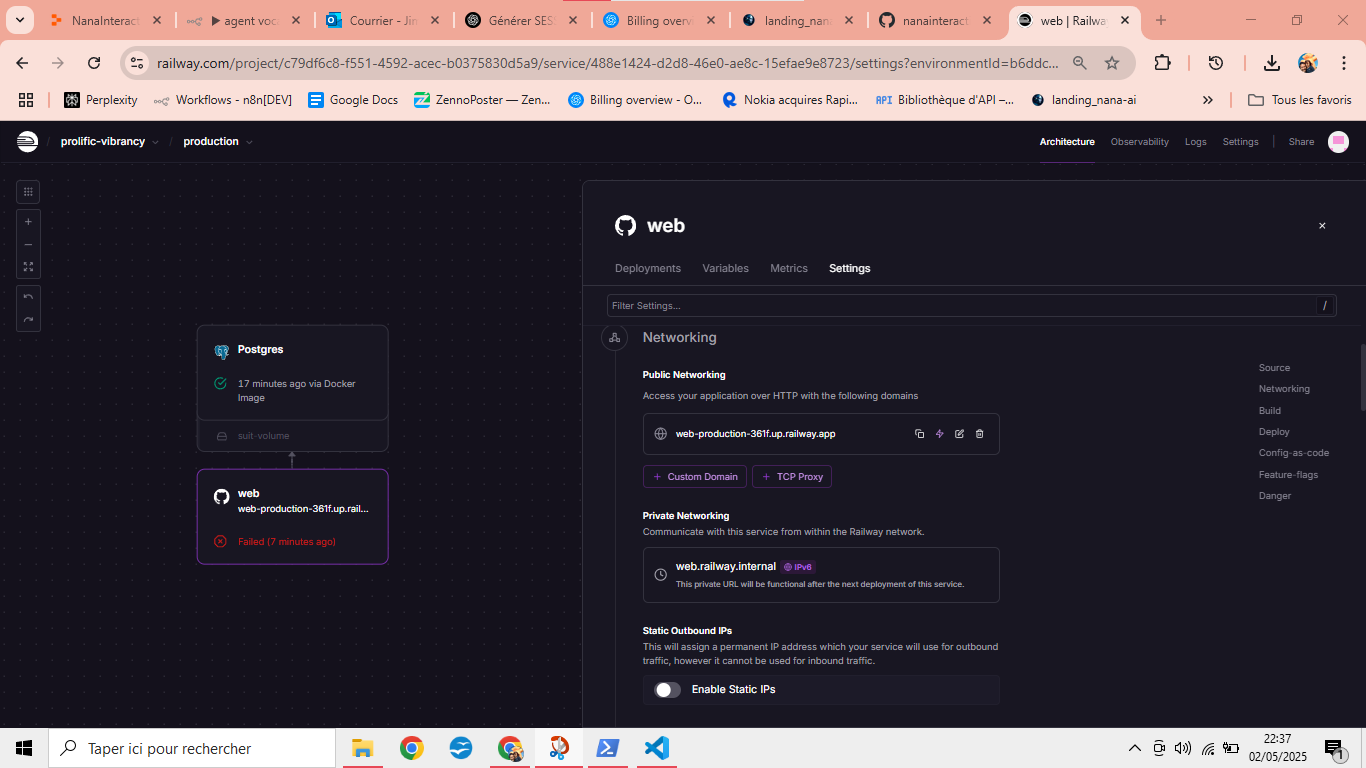 NanaInterac
▶ agent voca
Courrier - Jin
Générer SES
Billing overvi
landing_nana
nanainteract
web | Railway
railway.com/project/c79df6c8-f551-4592-acec-b0375830d5a9/service/488e1424-d2d8-46e0-ae8c-15efae9e8723/settings?environmentId=b6ddc...
Perplexity
Workflows - n8n[DEV]
Google Docs
ZennoPoster — Zen...
Billing overview - O...
Nokia acquires Rapi...
API
Bibliothèque d'API –...
landing_nana-ai
»
Tous les favoris
/ prolific-vibrancy / production
Architecture
Observability
Logs
Settings
Share
web
Deployments
Variables
Metrics
Settings
Filter Settings...
/
Networking
Public Networking
Access your application over HTTP with the following domains
web-production-361f.up.railway.app
+ Custom Domain
+ TCP Proxy
Private Networking
Communicate with this service from within the Railway network.
web.railway.internal IPv6
This private URL will be functional after the next deployment of this service.
Static Outbound IPs
This will assign a permanent IP address which your service will use for outbound
traffic, however it cannot be used for inbound traffic.
Enable Static IPs
Source
Networking
Build
Deploy
Config-as-code
Feature-flags
Danger
Postgres
17 minutes ago via Docker
Image
suit-volume
web
web-production-361f.up.rail...
Failed (7 minutes ago)
Taper ici pour rechercher
22:37
02/05/2025
1